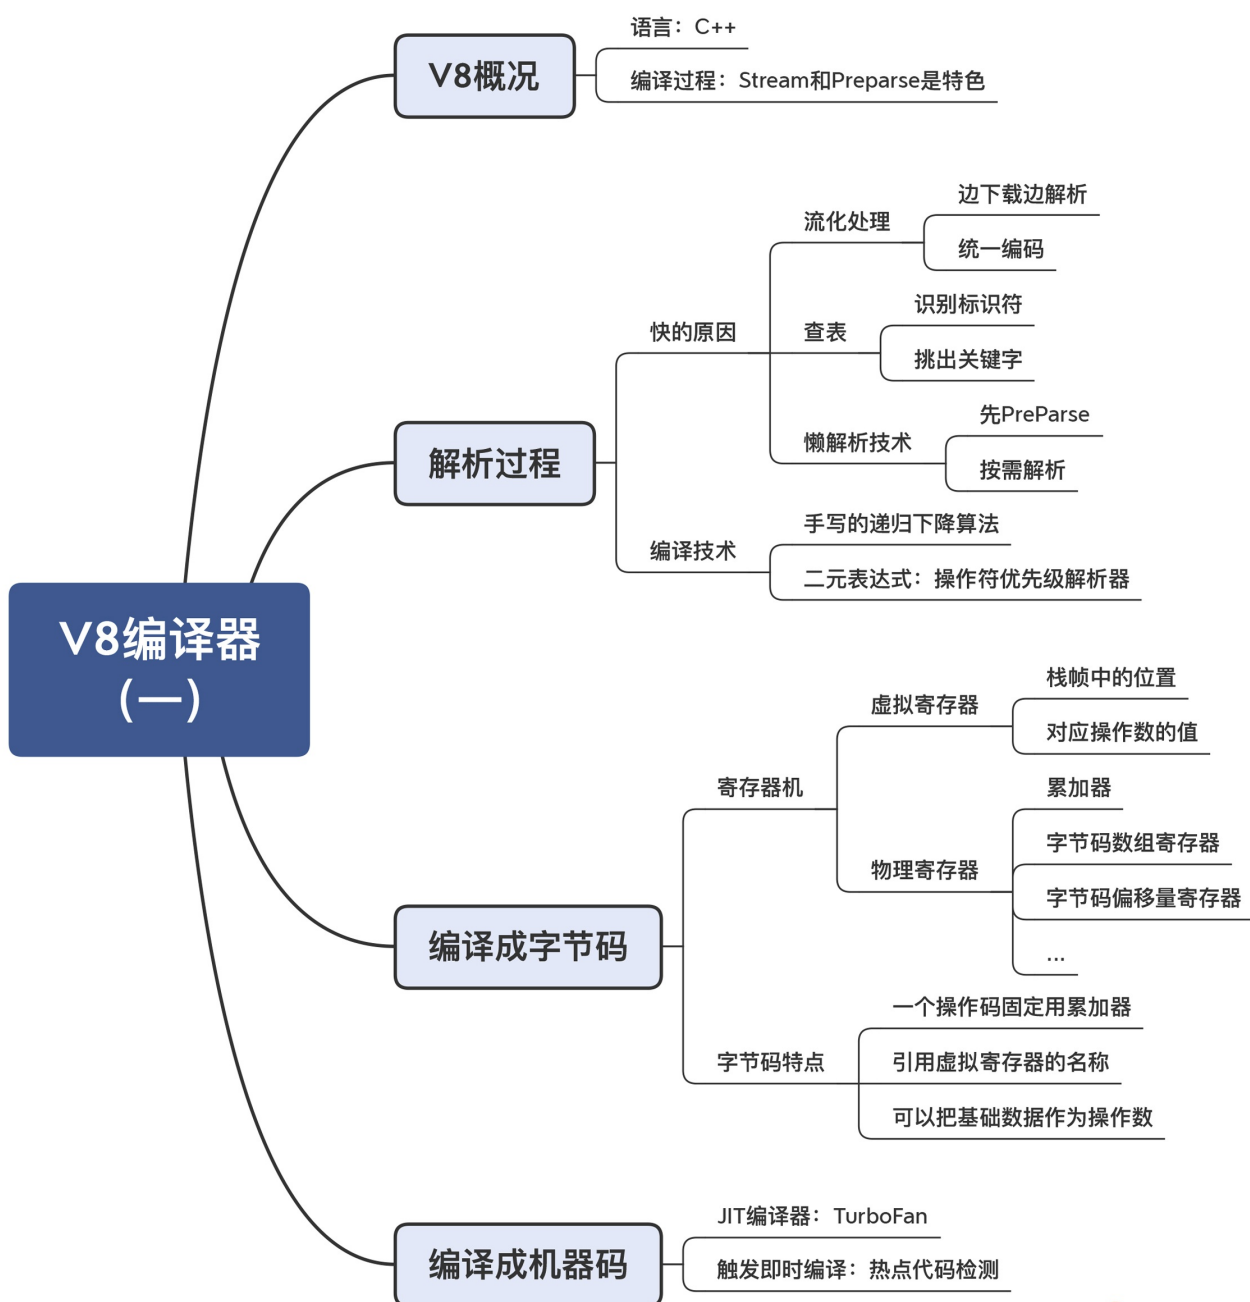 V8编译器
(一)
V8概况
语言：C++
编译过程：Stream和Preparse是特色
解析过程
快的原因
流化处理
边下载边解析
统一编码
查表
识别标识符
挑出关键字
懒解析技术
先PreParse
按需解析
编译技术
手写的递归下降算法
二元表达式：操作符优先级解析器
编译成字节码
寄存器机
虚拟寄存器
栈帧中的位置
对应操作数的值
物理寄存器
累加器
字节码数组寄存器
字节码偏移量寄存器
...
字节码特点
一个操作码固定用累加器
引用虚拟寄存器的名称
可以把基础数据作为操作数
编译成机器码
JIT编译器：TurboFan
触发即时编译：热点代码检测